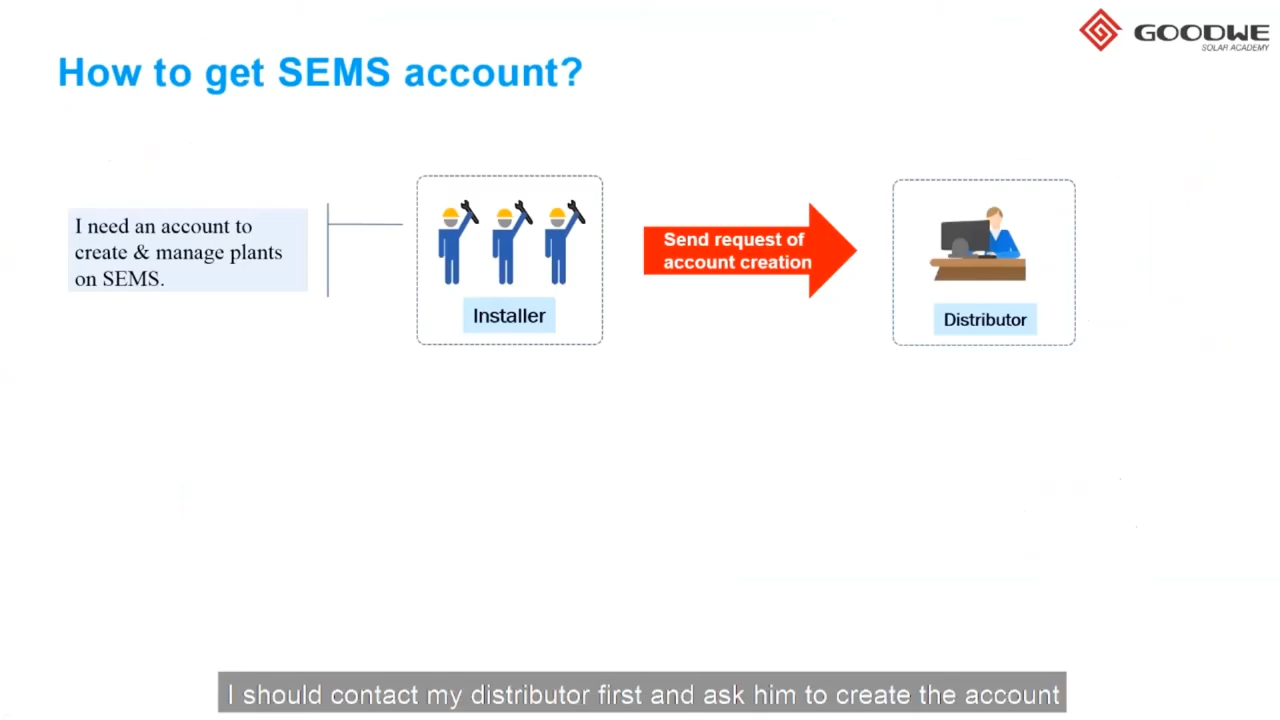 GOODWE
SOLAR ACADEMY
How to get SEMS account?
I need an account to
create & manage plants
on SEMS.
Installer
Send request of
account creation
Distributor
I should contact my distributor first and ask him to create the account